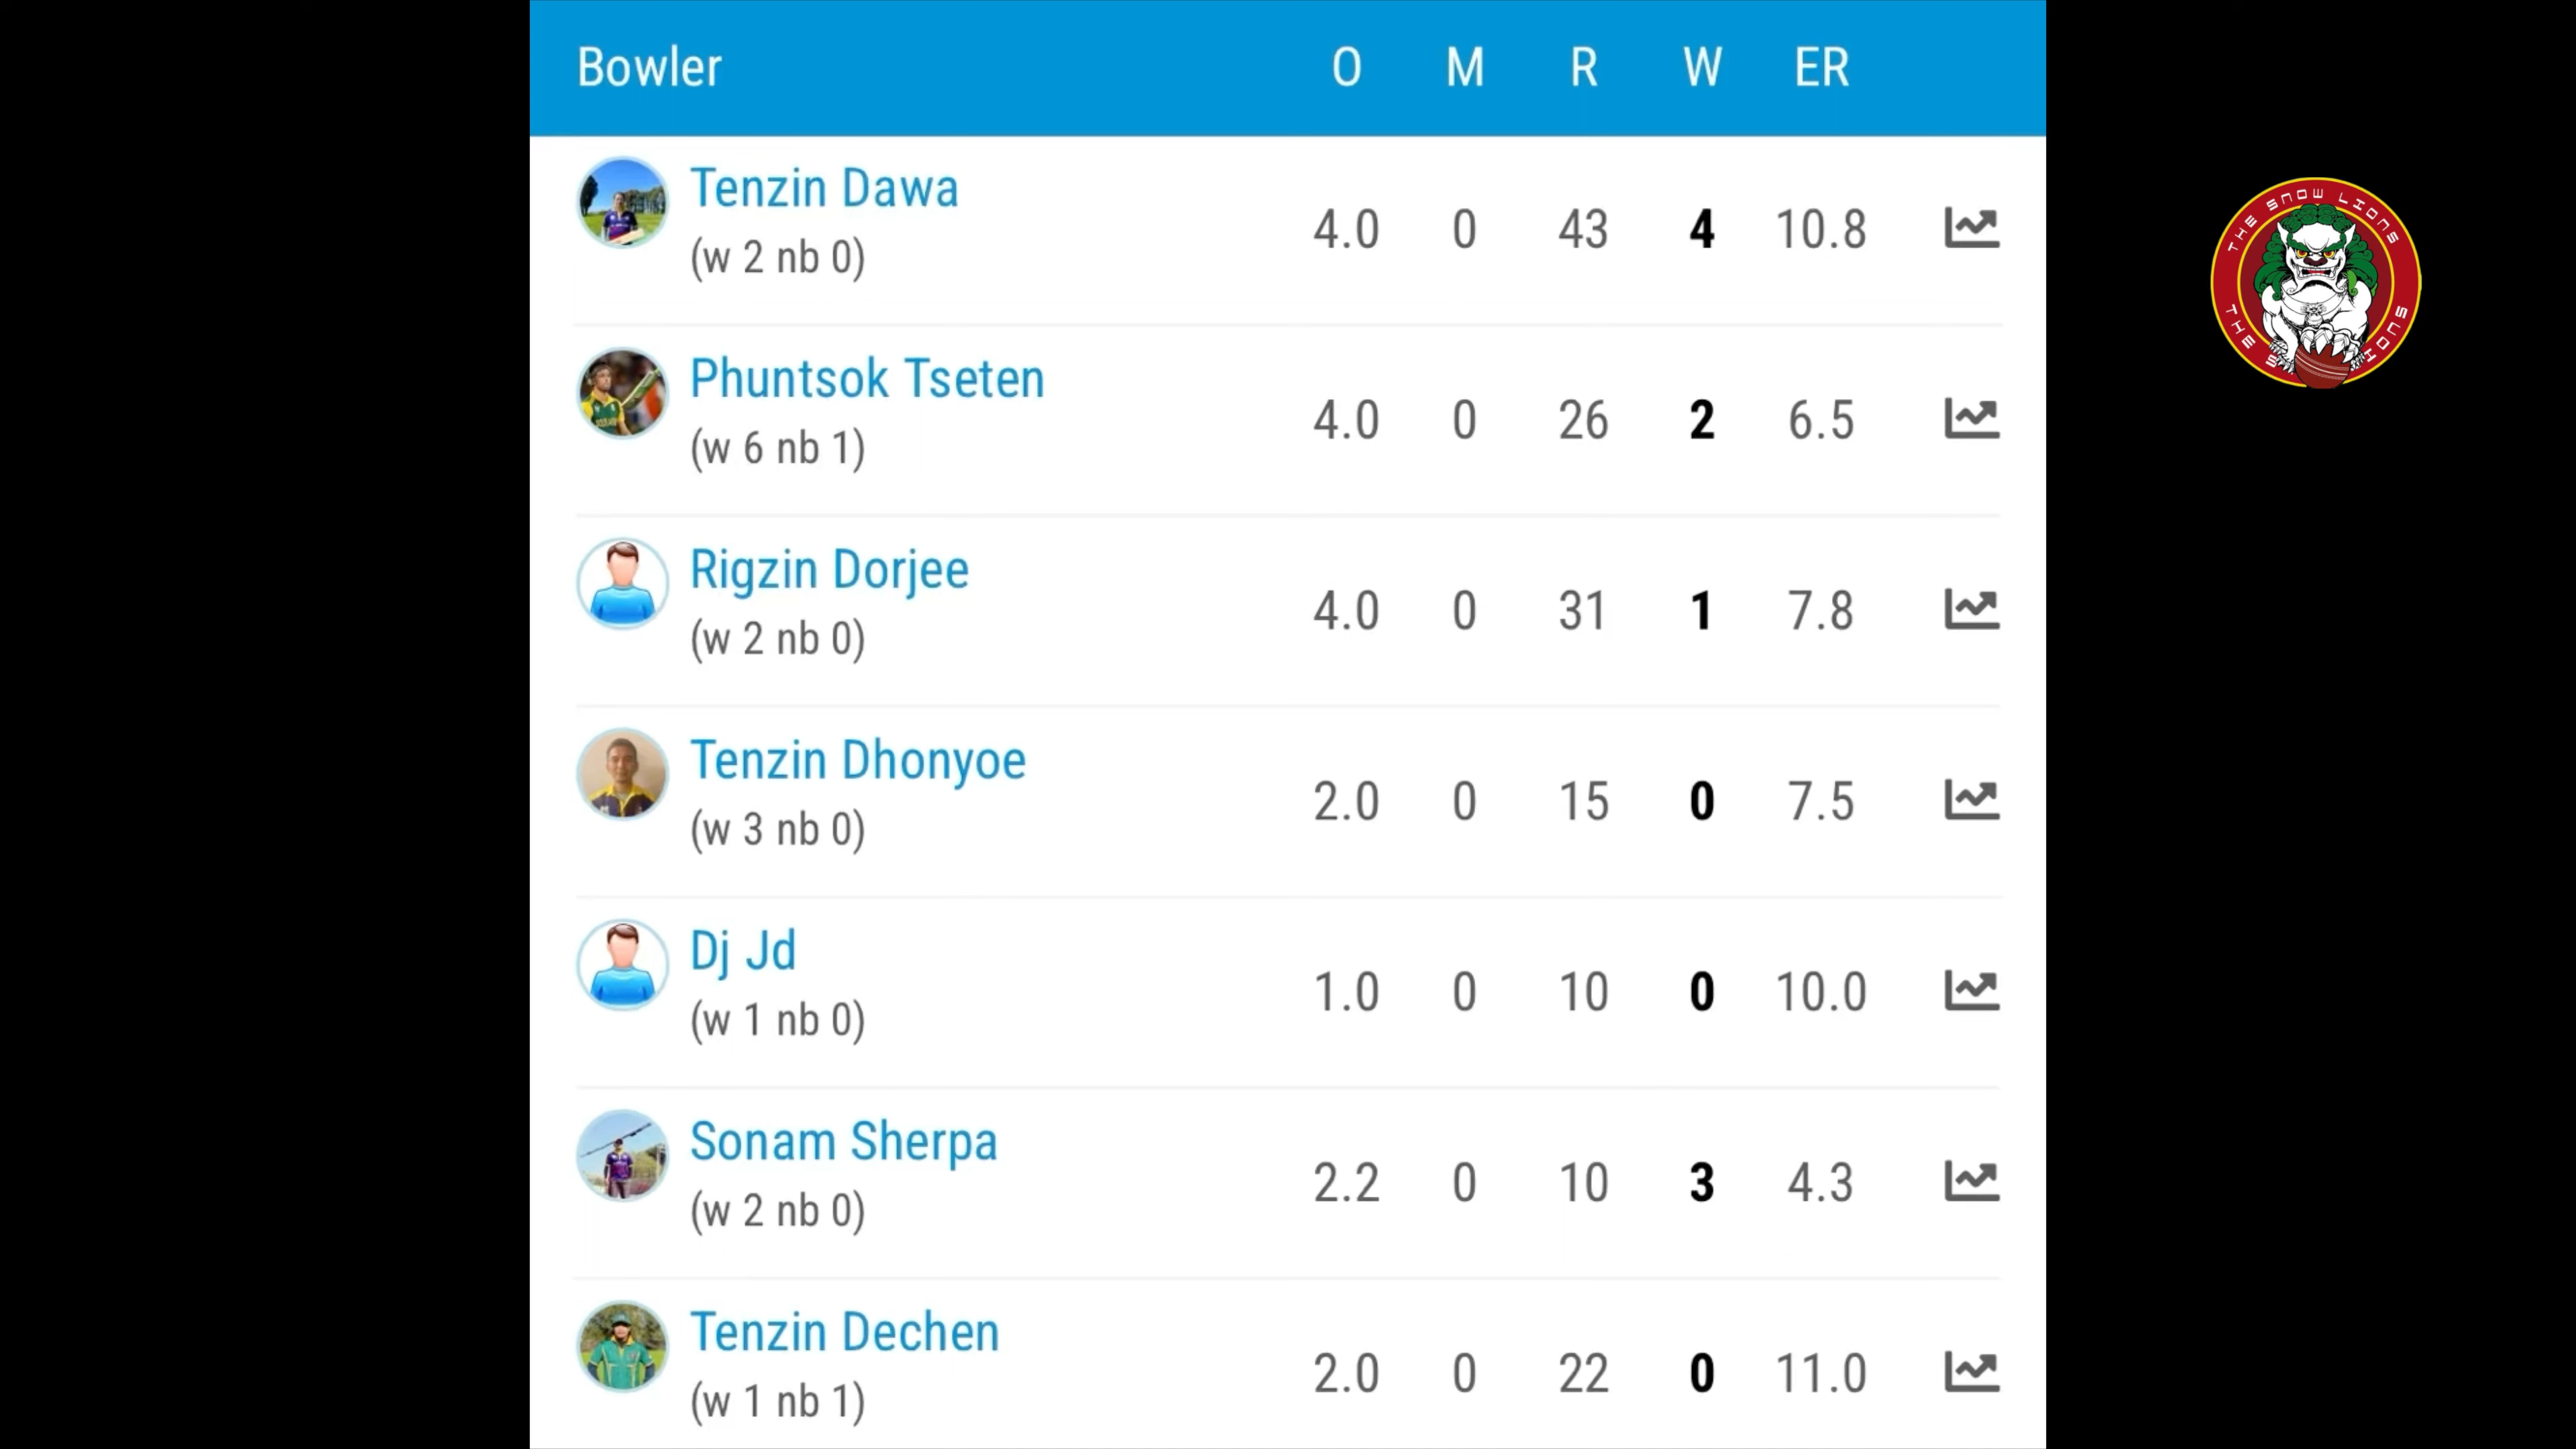 Bowler O M R W ER
Tenzin Dawa
(w 2 nb 0)
4.0 0 43 4 10.8
Phuntsok Tseten
(w 6 nb 1)
4.0 0 26 2 6.5
Rigzin Dorjee
(w 2 nb 0)
4.0 0 31 1 7.8
Tenzin Dhonyoe
(w 3 nb 0)
2.0 0 15 0 7.5
Dj Jd
(w 1 nb 0)
1.0 0 10 0 10.0
Sonam Sherpa
(w 2 nb 0)
2.2 0 10 3 4.3
Tenzin Dechen
(w 1 nb 1)
2.0 0 22 0 11.0
THE SNOW LIONS